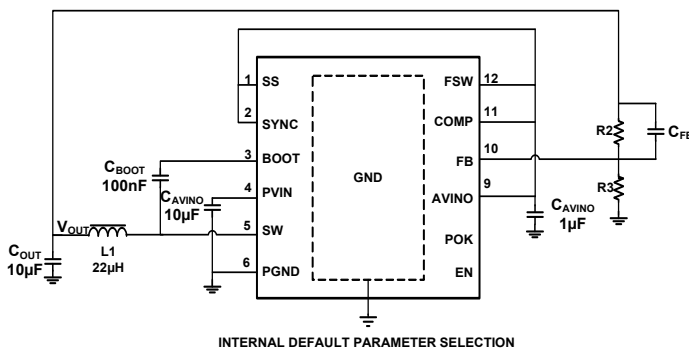 1
SS
2
SYNC
3
BOOT
4
PVIN
5
SW
6
PGND
GND
FSW
12
COMP
11
FB
10
AVINO
9
POK
EN
CBOOT
100nF
CAVINO
10µF
VOUT
COUT
10µF
L1
22µH
R2
R3
CAVINO
1µF
INTERNAL DEFAULT PARAMETER SELECTION